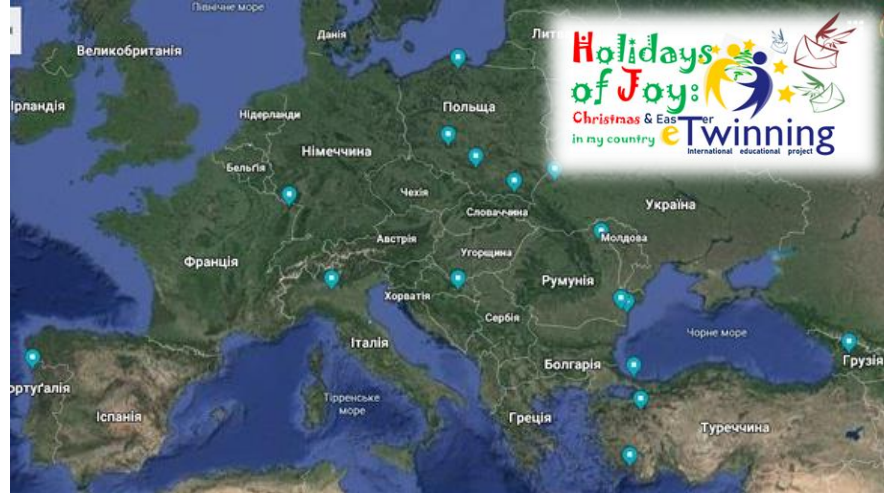 Північне море
Данія
Лит
Великобританія
Ірландія
Нідерланди
Польща
Німеччина
Бельгія
Чехія
Україна
Словаччина
Молдова
Австрія
Угорщина
Франція
Румунія
Хорватія
Сербія
Чорне море
Італія
Грузія
Болгарія
ортугалія
Іспанія
Тірренське
море
Греція
Туреччина
Holidays
of Joy:
Christmas & Easter
in my country
eTwinning
International educational project